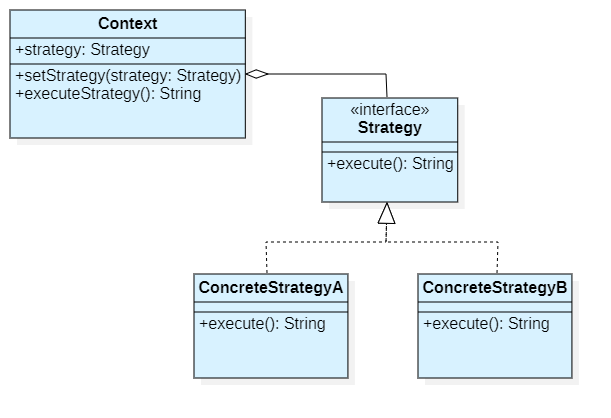 Context
+strategy: Strategy
+setStrategy(strategy: Strategy)
+executeStrategy(): String
«interface»
Strategy
+execute(): String
ConcreteStrategyA
+execute(): String
ConcreteStrategyB
+execute(): String